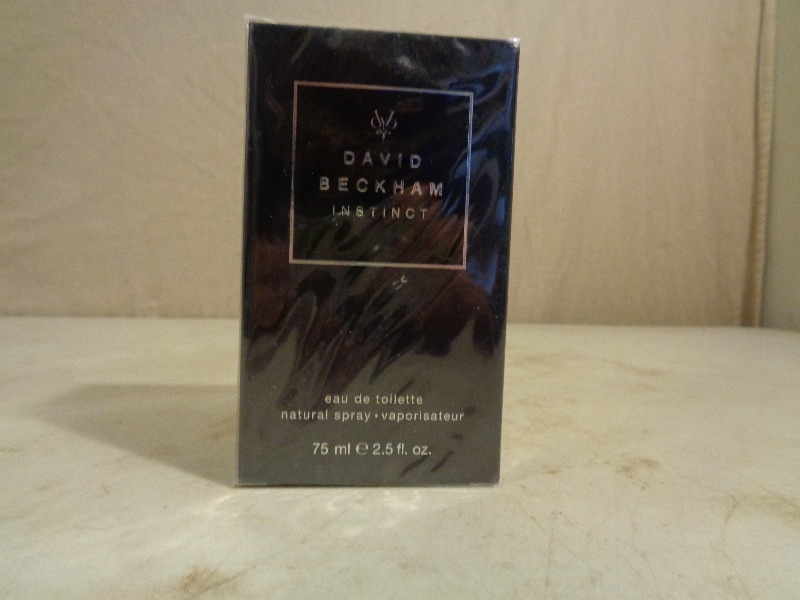 DAVID
BECKHAM
INSTINCT
eau de toilette
natural spray • vaporisateur
75 ml ℮ 2.5 fl. oz.